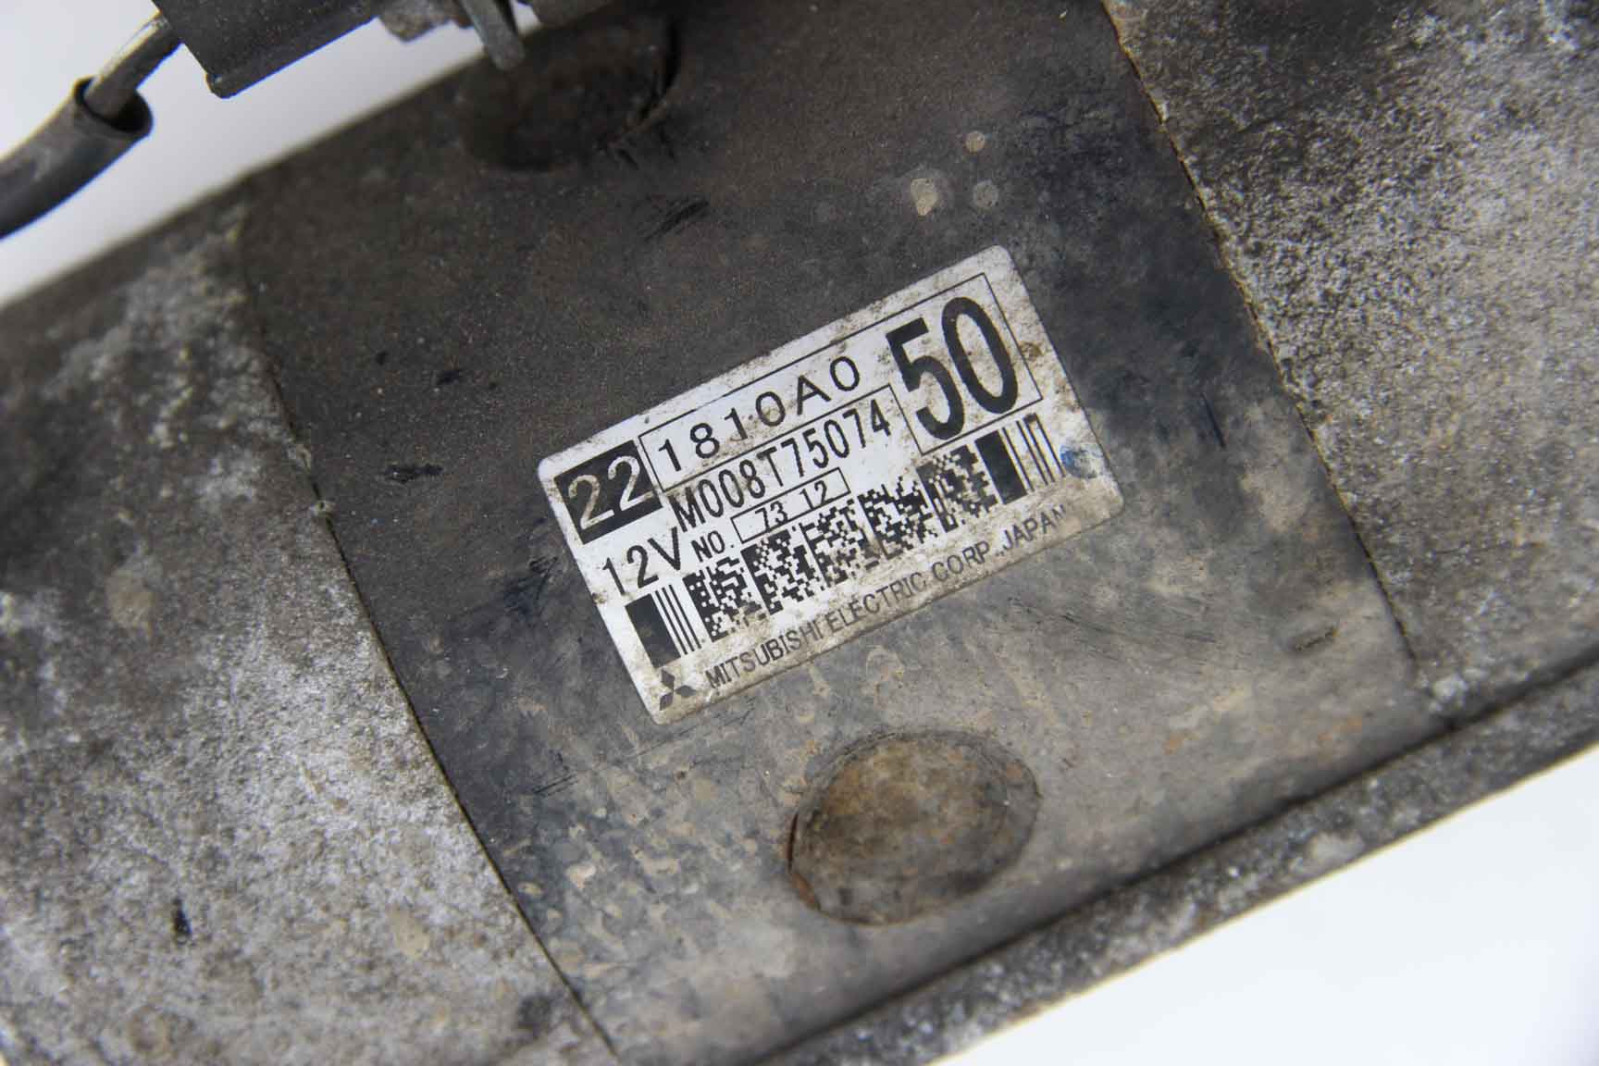 22 1810A0 50
M008T75074
12V NO. 73 12
MITSUBISHI ELECTRIC CORP. JAPAN